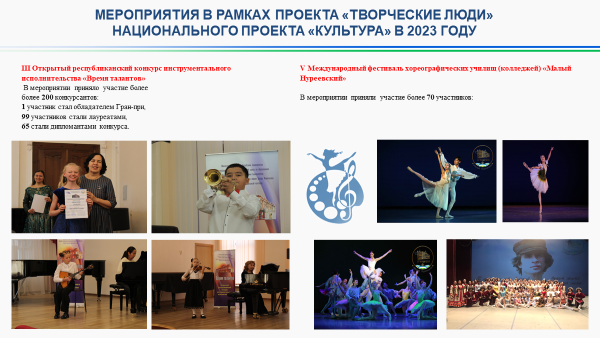 МЕРОПРИЯТИЯ В РАМКАХ ПРОЕКТА «ТВОРЧЕСКИЕ ЛЮДИ»
НАЦИОНАЛЬНОГО ПРОЕКТА «КУЛЬТУРА» В 2023 ГОДУ
III Открытый республиканский конкурс инструментального
исполнительства «Время талантов»
В мероприятии приняло участие более
более 200 конкурсантов:
1 участник стал обладателем Гран-при,
99 участников стали лауреатами,
65 стали дипломантами конкурса.
V Международный фестиваль хореографических училищ (колледжей) «Малый
Нуреевский»
В мероприятии приняли участие более 70 участников: